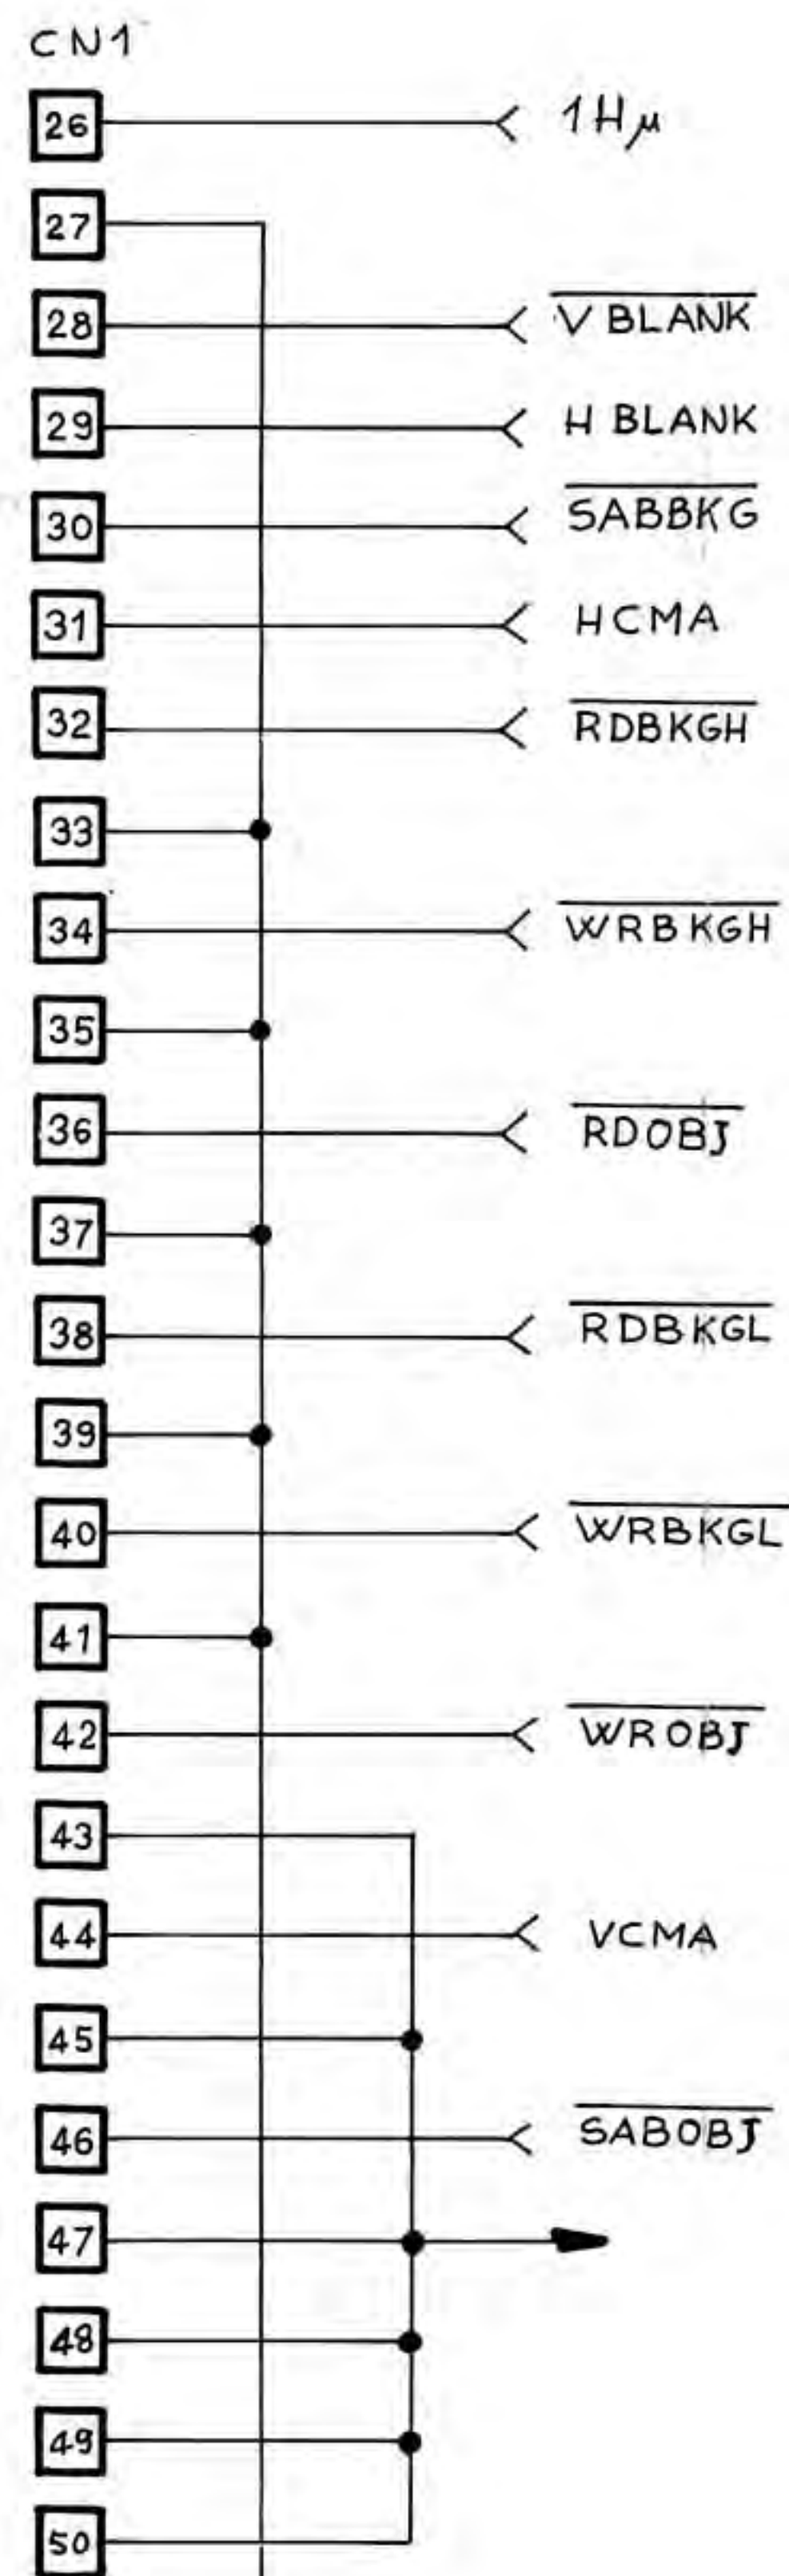 CN1
26 1Hμ
27
28 V BLANK
29 H BLANK
30 SABBKG
31 HCMA
32 RDBKGH
33
34 WRBKGH
35
36 RDOBJ
37
38 RDBKGL
39
40 WRBKGL
41
42 WROBJ
43
44 VCMA
45
46 SABOBJ
47
48
49
50